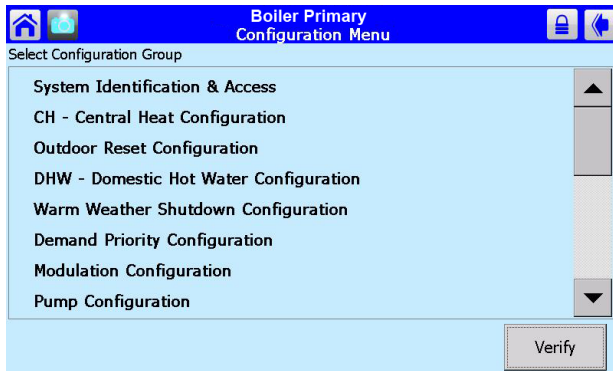 Boiler Primary
Configuration Menu
Select Configuration Group
System Identification & Access
CH - Central Heat Configuration
Outdoor Reset Configuration
DHW - Domestic Hot Water Configuration
Warm Weather Shutdown Configuration
Demand Priority Configuration
Modulation Configuration
Pump Configuration
Verify